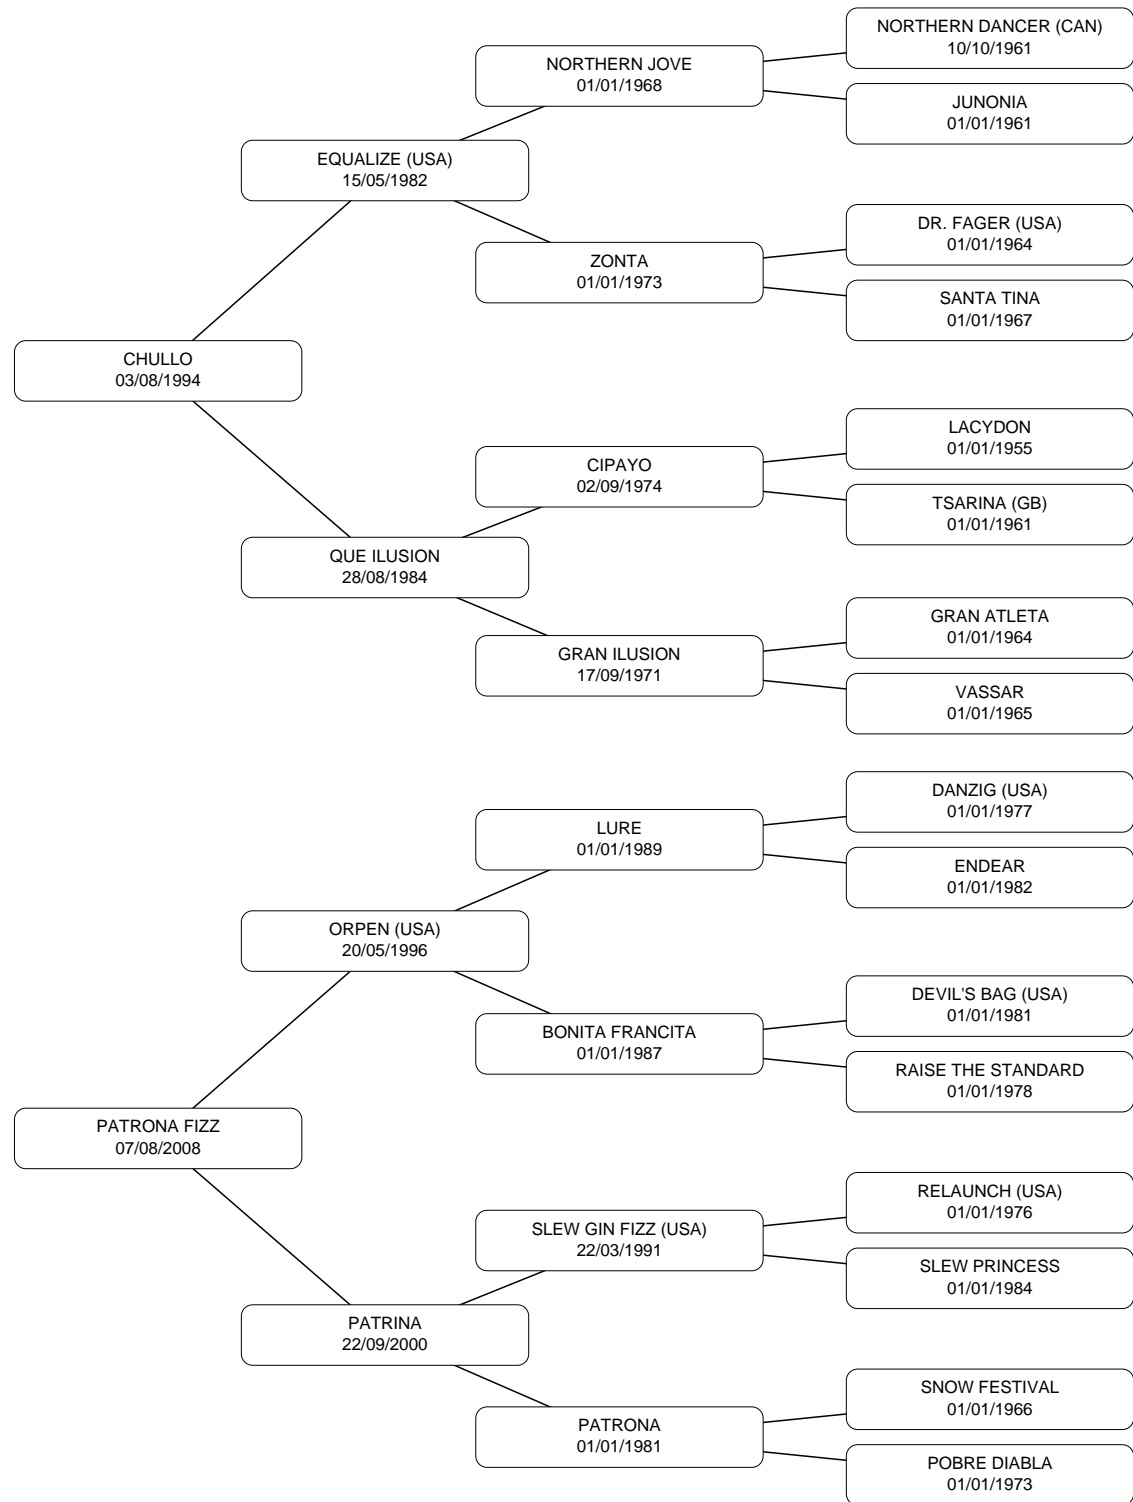 NORTHERN DANCER (CAN)
10/10/1961
NORTHERN JOVE
01/01/1968
JUNONIA
01/01/1961
EQUALIZE (USA)
15/05/1982
DR. FAGER (USA)
01/01/1964
ZONTA
01/01/1973
SANTA TINA
01/01/1967
CHULLO
03/08/1994
LACYDON
01/01/1955
CIPAYO
02/09/1974
TSARINA (GB)
01/01/1961
QUE ILUSION
28/08/1984
GRAN ATLETA
01/01/1964
GRAN ILUSION
17/09/1971
VASSAR
01/01/1965
DANZIG (USA)
01/01/1977
LURE
01/01/1989
ENDEAR
01/01/1982
ORPEN (USA)
20/05/1996
DEVIL'S BAG (USA)
01/01/1981
BONITA FRANCITA
01/01/1987
RAISE THE STANDARD
01/01/1978
PATRONA FIZZ
07/08/2008
RELAUNCH (USA)
01/01/1976
SLEW GIN FIZZ (USA)
22/03/1991
SLEW PRINCESS
01/01/1984
PATRINA
22/09/2000
SNOW FESTIVAL
01/01/1966
PATRONA
01/01/1981
POBRE DIABLA
01/01/1973